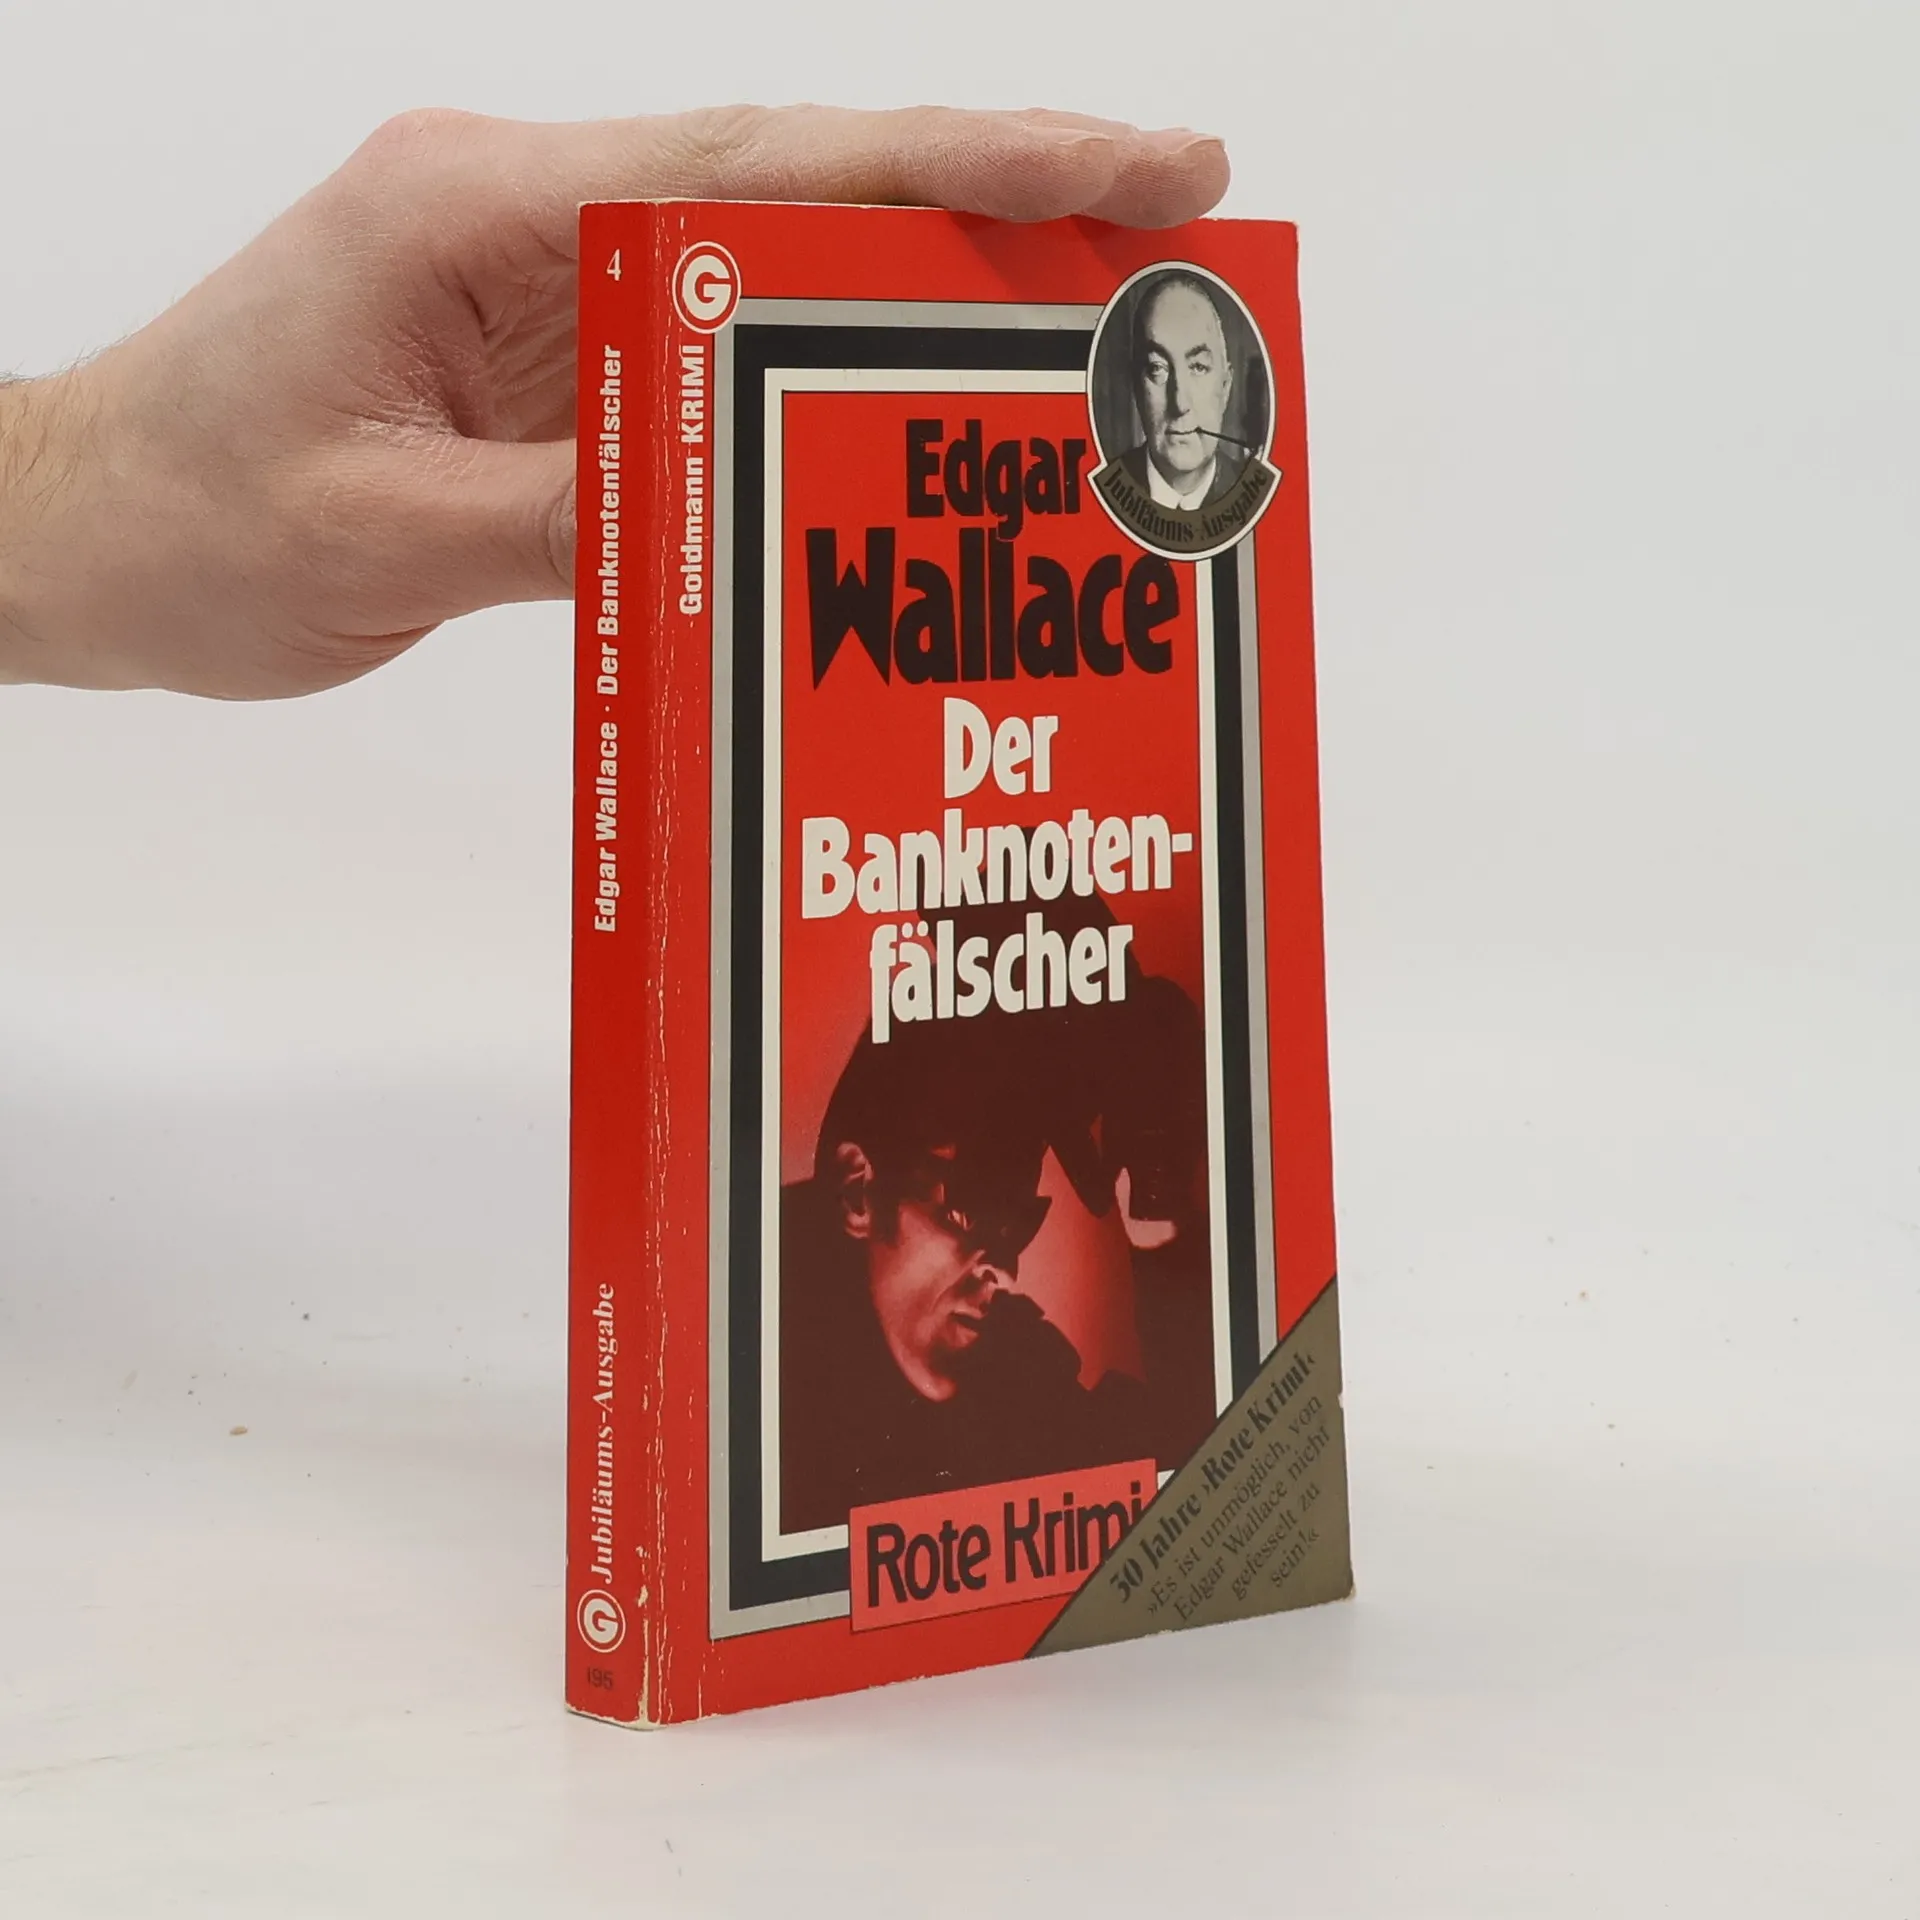 4
Edgar Wallace · Der Banknotenfälscher
Jubiläums-Ausgabe
G
195
G
Goldmann KRIMI
Jubiläums-Ausgabe
Edgar
Wallace
Der
Banknoten-
fälscher
Rote Krimi
30 Jahre ›Rote Krimi‹
»Es ist unmöglich, von
Edgar Wallace nicht
gefesselt zu
sein!«